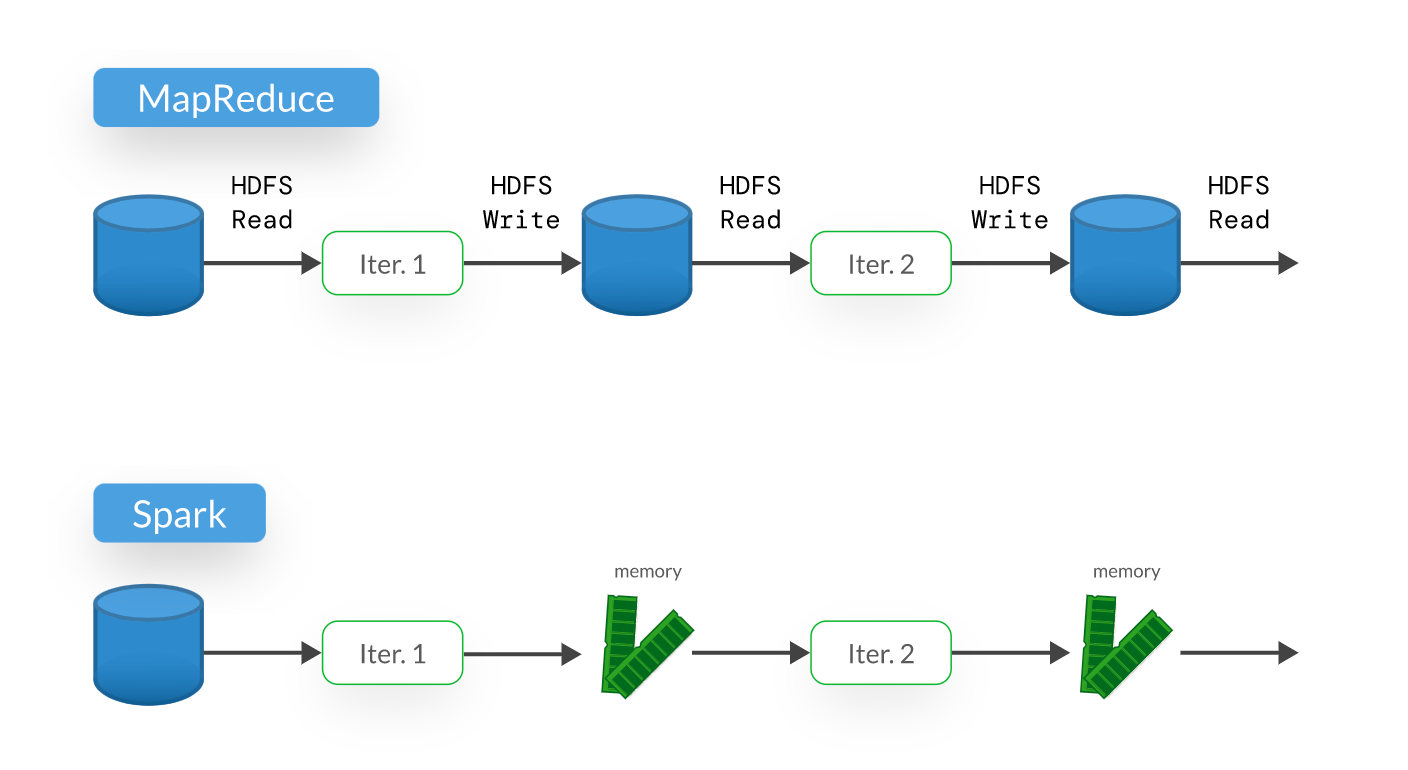 MapReduce
HDFS
Read
HDFS
Write
HDFS
Read
HDFS
Write
HDFS
Read
Iter. 1
Iter. 2
Spark
memory
memory
Iter. 1
Iter. 2